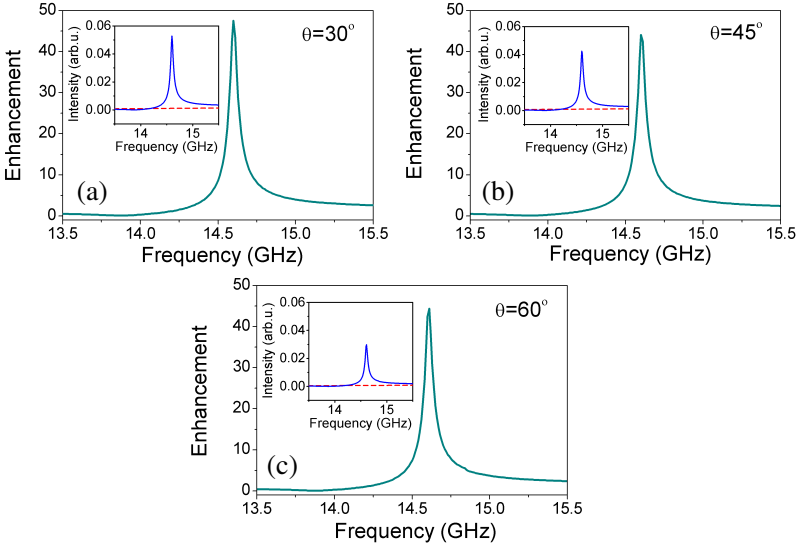 50
40
30
20
10
0
Enhancement
0.06
0.04
0.02
0.00
Intensity (arb.u.)
14 15
Frequency (GHz)
θ=30°
(a)
13.5 14.0 14.5 15.0 15.5
Frequency (GHz)
50
40
30
20
10
0
Enhancement
0.06
0.04
0.02
0.00
Intensity (arb.u.)
14 15
Frequency (GHz)
θ=45°
(b)
13.5 14.0 14.5 15.0 15.5
Frequency (GHz)
50
40
30
20
10
0
Enhancement
0.06
0.04
0.02
0.00
Intensity (arb.u.)
14 15
Frequency (GHz)
θ=60°
(c)
13.5 14.0 14.5 15.0 15.5
Frequency (GHz)